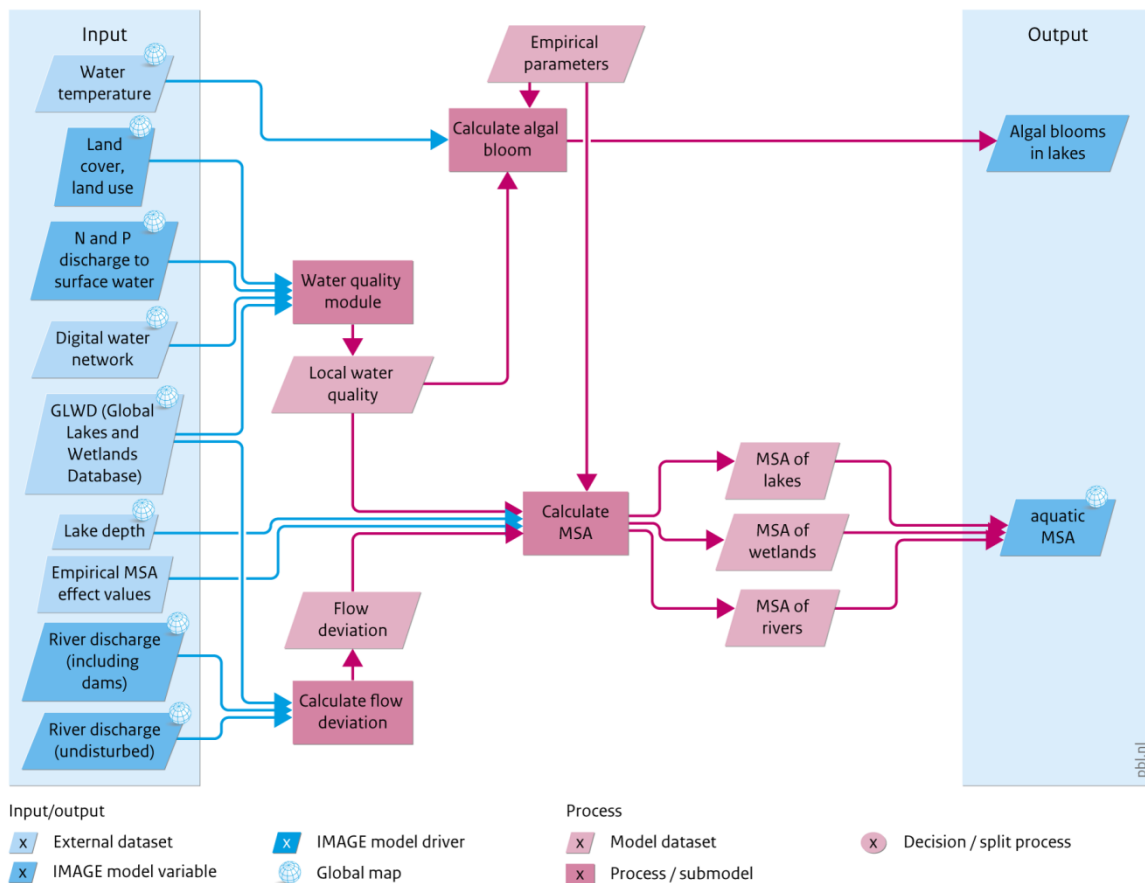 Input
Output
Water
temperature
Land
cover,
land use
N and P
discharge to
surface water
Digital water
network
GLWD (Global
Lakes and
Wetlands
Database)
Lake depth
Empirical MSA
effect values
River discharge
(including
dams)
River discharge
(undisturbed)
Empirical
parameters
Calculate algal
bloom
Water quality
module
Local water
quality
Calculate
MSA
Flow
deviation
Calculate flow
deviation
MSA of
lakes
MSA of
wetlands
MSA of
rivers
Algal blooms
in lakes
aquatic
MSA
pbl.nl
Input/output
x External dataset
x IMAGE model variable
x IMAGE model driver
Global map
Process
x Model dataset
x Process / submodel
x Decision / split process